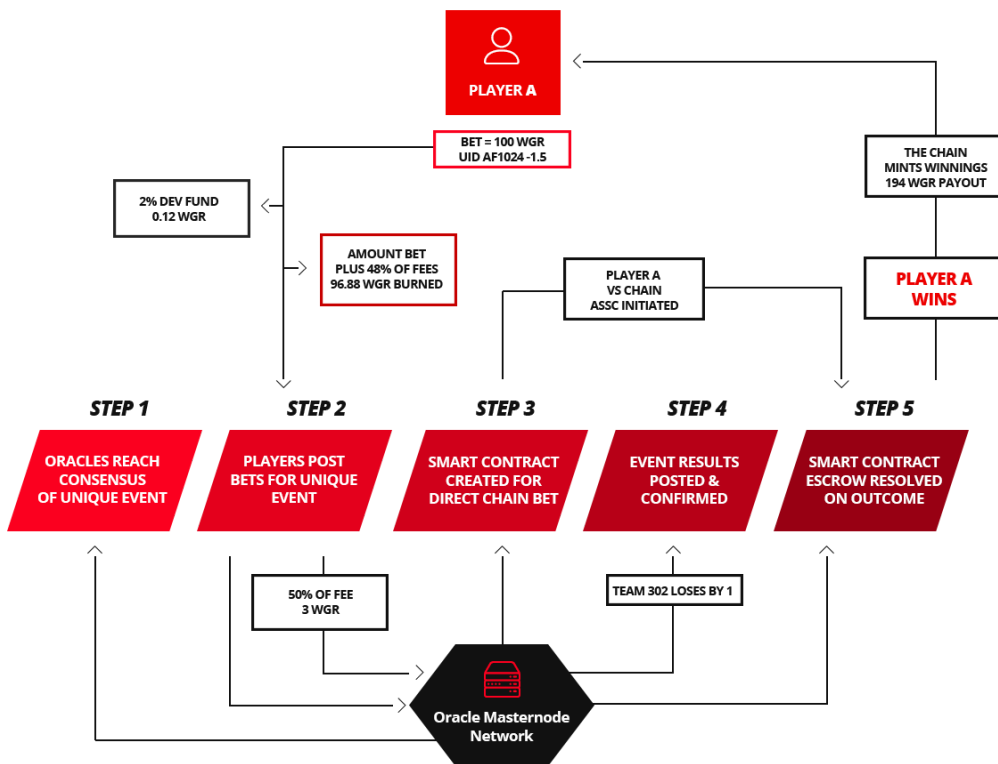 PLAYER A
BET = 100 WGR
UID AF1024 -1.5
2% DEV FUND
0.12 WGR
AMOUNT BET
PLUS 48% OF FEES
96.88 WGR BURNED
PLAYER A
VS CHAIN
ASSC INITIATED
THE CHAIN
MINTS WINNINGS
194 WGR PAYOUT
PLAYER A
WINS
STEP 1
ORACLES REACH
CONSENSUS
OF UNIQUE EVENT
STEP 2
PLAYERS POST
BETS FOR UNIQUE
EVENT
STEP 3
SMART CONTRACT
CREATED FOR
DIRECT CHAIN BET
STEP 4
EVENT RESULTS
POSTED &
CONFIRMED
STEP 5
SMART CONTRACT
ESCROW RESOLVED
ON OUTCOME
50% OF FEE
3 WGR
TEAM 302 LOSES BY 1
Oracle Masternode
Network